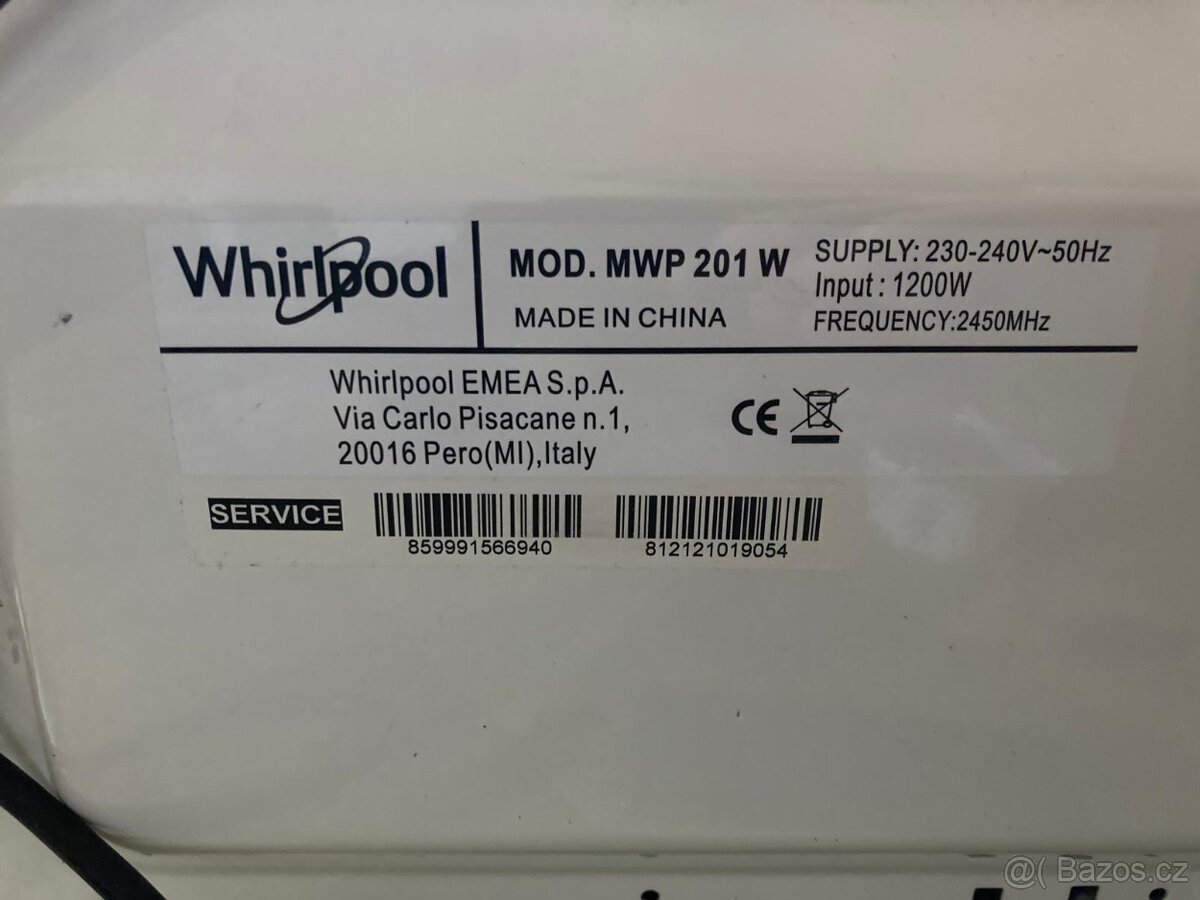 Whirlpool
MOD. MWP 201 W
MADE IN CHINA
SUPPLY: 230-240V~50Hz
Input : 1200W
FREQUENCY:2450MHz
Whirlpool EMEA S.p.A.
Via Carlo Pisacane n.1,
20016 Pero(MI),Italy
CE
SERVICE
859991566940
812121019054
@( Bazos.cz